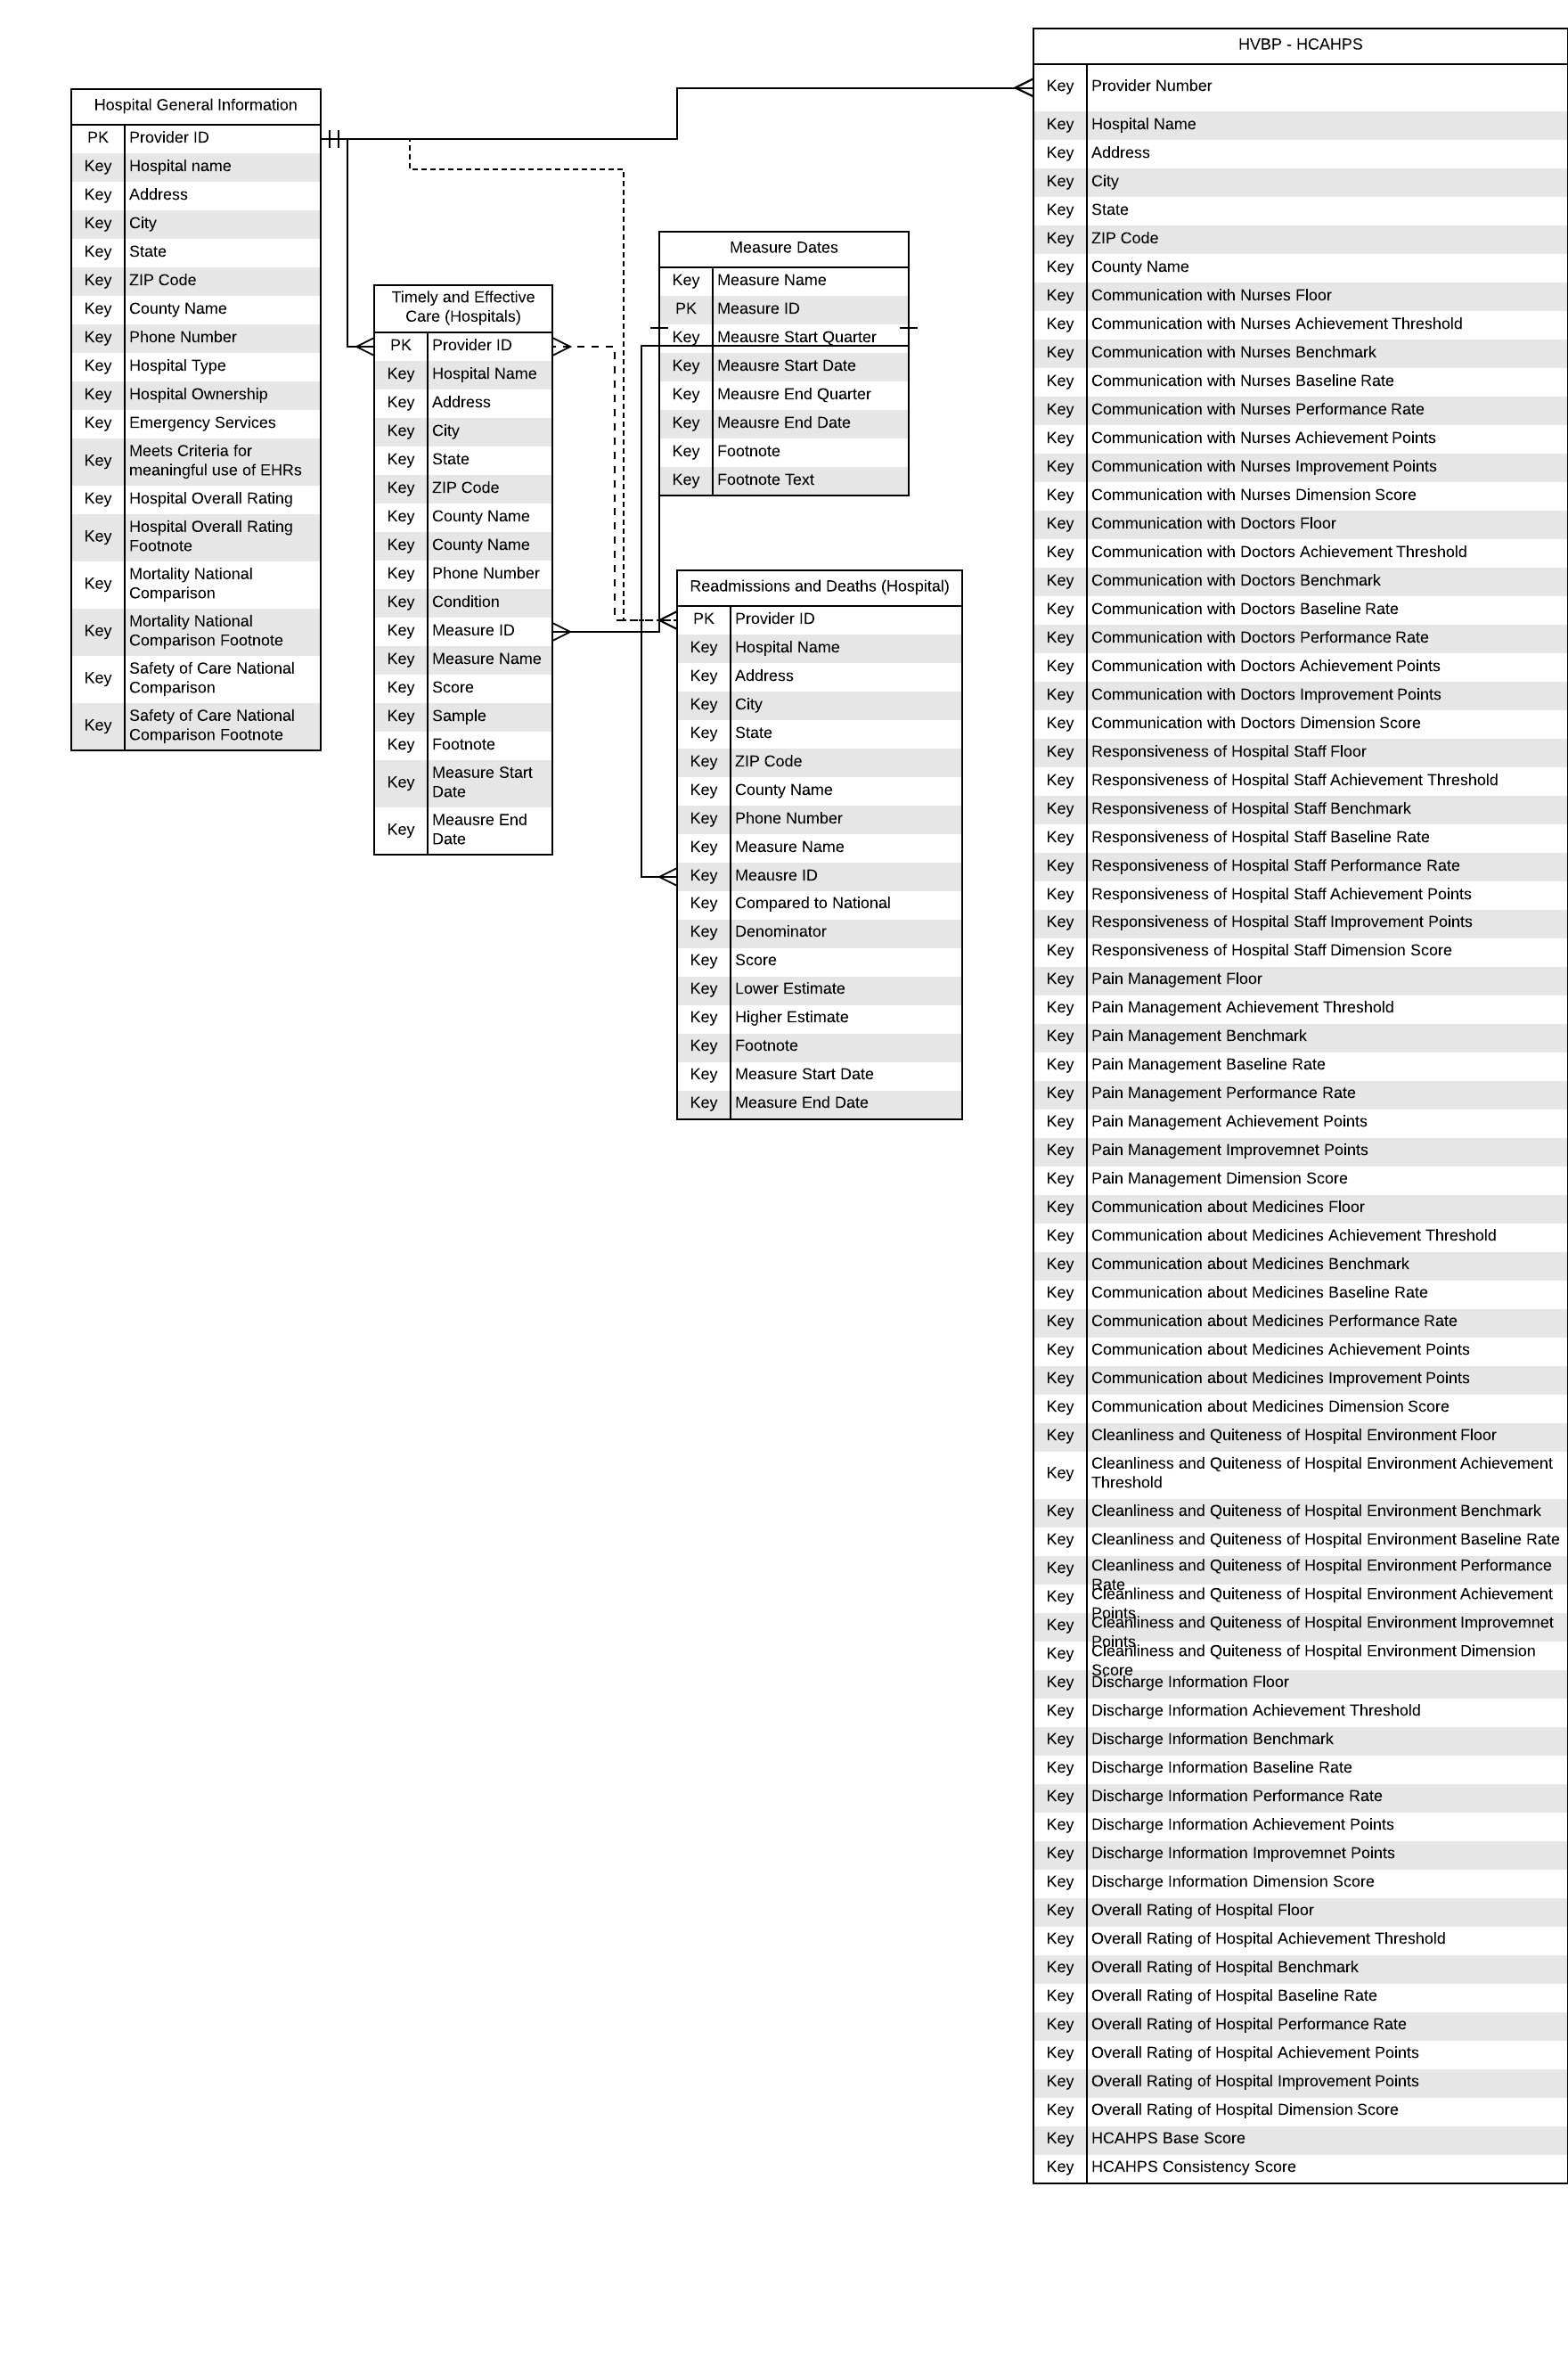 Hospital General Information
PK Provider ID
Key Hospital name
Key Address
Key City
Key State
Key ZIP Code
Key County Name
Key Phone Number
Key Hospital Type
Key Hospital Ownership
Key Emergency Services
Key Meets Criteria for
meaningful use of EHRs
Key Hospital Overall Rating
Key Hospital Overall Rating
Footnote
Key Mortality National
Comparison
Key Mortality National
Comparison Footnote
Key Safety of Care National
Comparison
Key Safety of Care National
Comparison Footnote
Timely and Effective
Care (Hospitals)
PK Provider ID
Key Hospital Name
Key Address
Key City
Key State
Key ZIP Code
Key County Name
Key County Name
Key Phone Number
Key Condition
Key Measure ID
Key Measure Name
Key Score
Key Sample
Key Footnote
Key Measure Start
Date
Key Meausre End
Date
Measure Dates
Key Measure Name
PK Measure ID
Key Meausre Start Quarter
Key Meausre Start Date
Key Meausre End Quarter
Key Meausre End Date
Key Footnote
Key Footnote Text
Readmissions and Deaths (Hospital)
PK Provider ID
Key Hospital Name
Key Address
Key City
Key State
Key ZIP Code
Key County Name
Key Phone Number
Key Measure Name
Key Meausre ID
Key Compared to National
Key Denominator
Key Score
Key Lower Estimate
Key Higher Estimate
Key Footnote
Key Measure Start Date
Key Measure End Date
HVBP - HCAHPS
Key Provider Number
Key Hospital Name
Key Address
Key City
Key State
Key ZIP Code
Key County Name
Key Communication with Nurses Floor
Key Communication with Nurses Achievement Threshold
Key Communication with Nurses Benchmark
Key Communication with Nurses Baseline Rate
Key Communication with Nurses Performance Rate
Key Communication with Nurses Achievement Points
Key Communication with Nurses Improvement Points
Key Communication with Nurses Dimension Score
Key Communication with Doctors Floor
Key Communication with Doctors Achievement Threshold
Key Communication with Doctors Benchmark
Key Communication with Doctors Baseline Rate
Key Communication with Doctors Performance Rate
Key Communication with Doctors Achievement Points
Key Communication with Doctors Improvement Points
Key Communication with Doctors Dimension Score
Key Responsiveness of Hospital Staff Floor
Key Responsiveness of Hospital Staff Achievement Threshold
Key Responsiveness of Hospital Staff Benchmark
Key Responsiveness of Hospital Staff Baseline Rate
Key Responsiveness of Hospital Staff Performance Rate
Key Responsiveness of Hospital Staff Achievement Points
Key Responsiveness of Hospital Staff Improvement Points
Key Responsiveness of Hospital Staff Dimension Score
Key Pain Management Floor
Key Pain Management Achievement Threshold
Key Pain Management Benchmark
Key Pain Management Baseline Rate
Key Pain Management Performance Rate
Key Pain Management Achievement Points
Key Pain Management Improvemnet Points
Key Pain Management Dimension Score
Key Communication about Medicines Floor
Key Communication about Medicines Achievement Threshold
Key Communication about Medicines Benchmark
Key Communication about Medicines Baseline Rate
Key Communication about Medicines Performance Rate
Key Communication about Medicines Achievement Points
Key Communication about Medicines Improvement Points
Key Communication about Medicines Dimension Score
Key Cleanliness and Quiteness of Hospital Environment Floor
Key Cleanliness and Quiteness of Hospital Environment Achievement
Threshold
Key Cleanliness and Quiteness of Hospital Environment Benchmark
Key Cleanliness and Quiteness of Hospital Environment Baseline Rate
Key Cleanliness and Quiteness of Hospital Environment Performance
Rate
Key Cleanliness and Quiteness of Hospital Environment Achievement
Points
Key Cleanliness and Quiteness of Hospital Environment Improvemnet
Points
Key Cleanliness and Quiteness of Hospital Environment Dimension
Score
Key Discharge Information Floor
Key Discharge Information Achievement Threshold
Key Discharge Information Benchmark
Key Discharge Information Baseline Rate
Key Discharge Information Performance Rate
Key Discharge Information Achievement Points
Key Discharge Information Improvemnet Points
Key Discharge Information Dimension Score
Key Overall Rating of Hospital Floor
Key Overall Rating of Hospital Achievement Threshold
Key Overall Rating of Hospital Benchmark
Key Overall Rating of Hospital Baseline Rate
Key Overall Rating of Hospital Performance Rate
Key Overall Rating of Hospital Achievement Points
Key Overall Rating of Hospital Improvement Points
Key Overall Rating of Hospital Dimension Score
Key HCAHPS Base Score
Key HCAHPS Consistency Score